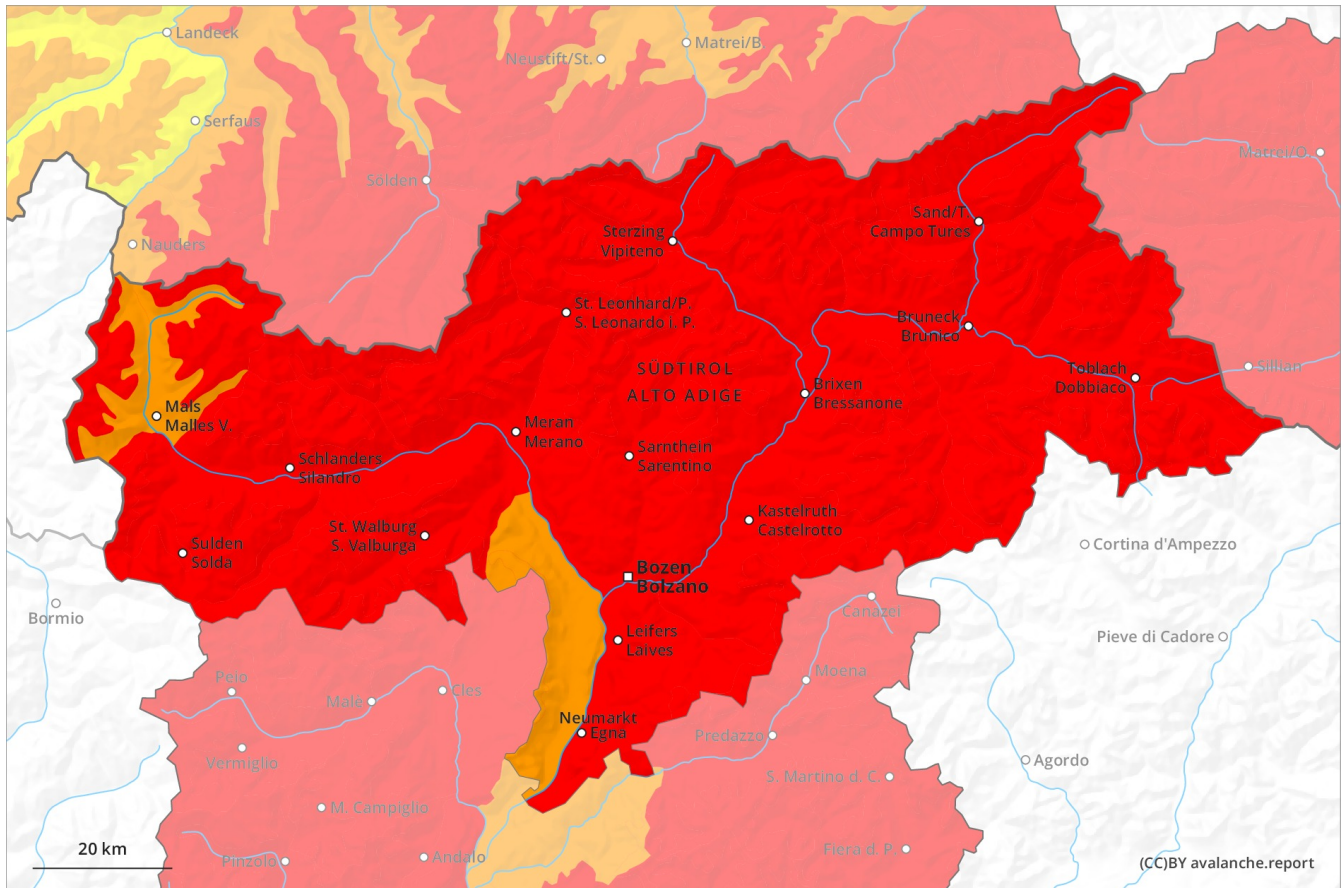 Landeck
Matrei/B.
Neustift/St.
Serfaus
Matrei/O.
Sölden
Sand/T.
Campo Tures
Sterzing
Vipiteno
Nauders
St. Leonhard/P.
S. Leonardo i. P.
Bruneck
Brunico
SÜDTIROL
ALTO ADIGE
Toblach
Dobbiaco
Sillian
Brixen
Bressanone
Mals
Malles V.
Meran
Merano
Sarnthein
Sarentino
Schlanders
Silandro
Kastelruth
Castelrotto
St. Walburg
S. Valburga
Sulden
Solda
Cortina d'Ampezzo
Bozen
Bolzano
Bormio
Canazei
Leifers
Laives
Pieve di Cadore
Moena
Peio
Malè
Cles
Neumarkt
Egna
Predazzo
Vermiglio
Agordo
S. Martino d. C.
M. Campiglio
Fiera d. P.
20 km
Pinzolo
Andalo
(CC)BY avalanche.report